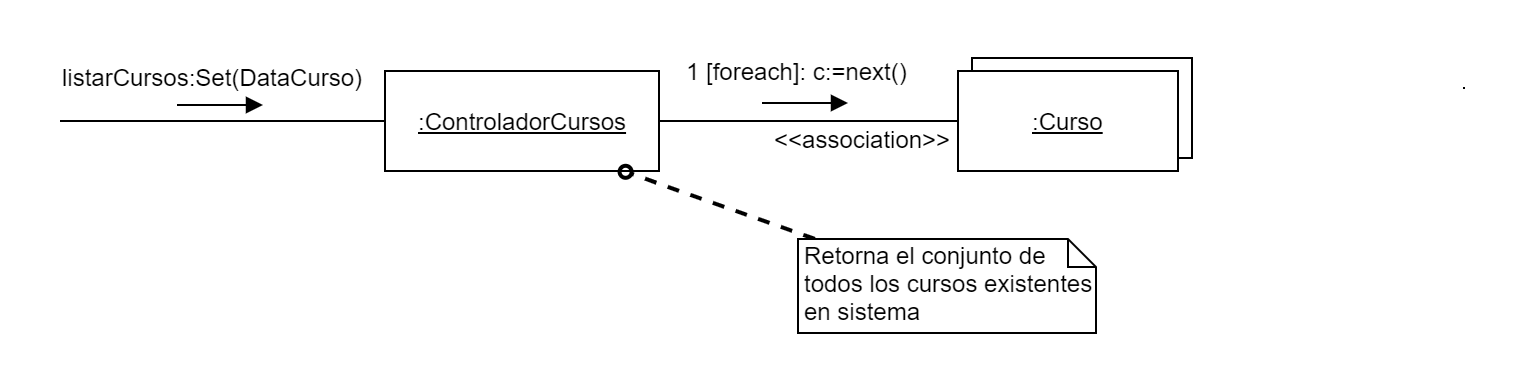 listarCursos:Set(DataCurso)
1 [foreach]: c:=next()
:ControladorCursos
:Curso
<<association>>
Retorna el conjunto de
todos los cursos existentes
en sistema